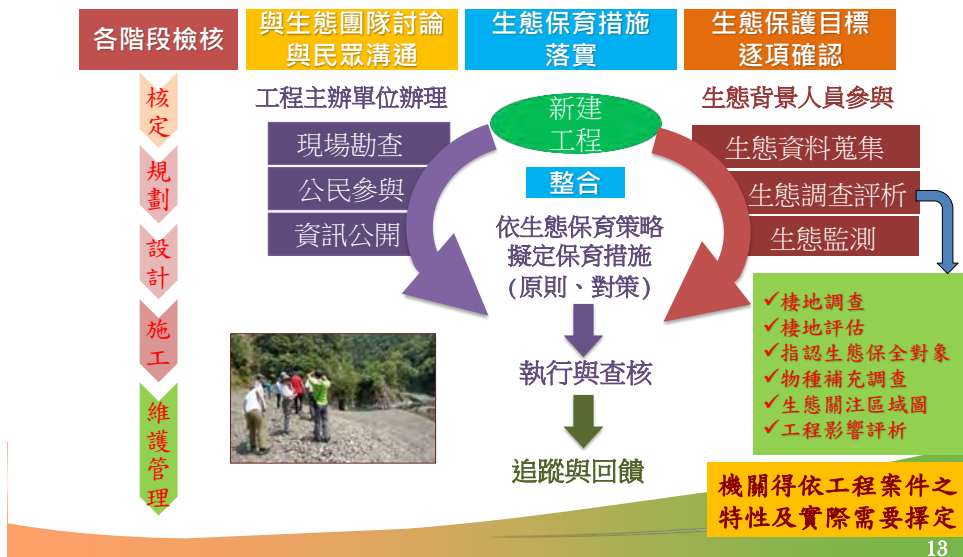 各階段檢核
與生態團隊討論
與民眾溝通
生態保育措施
落實
生態保護目標
逐項確認
核定
規劃
設計
施工
維護管理
工程主辦單位辦理
現場勘查
公民參與
資訊公開
新建
工程
整合
依生態保育策略
擬定保育措施
(原則、對策)
執行與查核
追蹤與回饋
生態背景人員參與
生態資料蒐集
生態調查評析
生態監測
✓棲地調查
✓棲地評估
✓指認生態保全對象
✓物種補充調查
✓生態關注區域圖
✓工程影響評析
機關得依工程案件之
特性及實際需要擇定
13